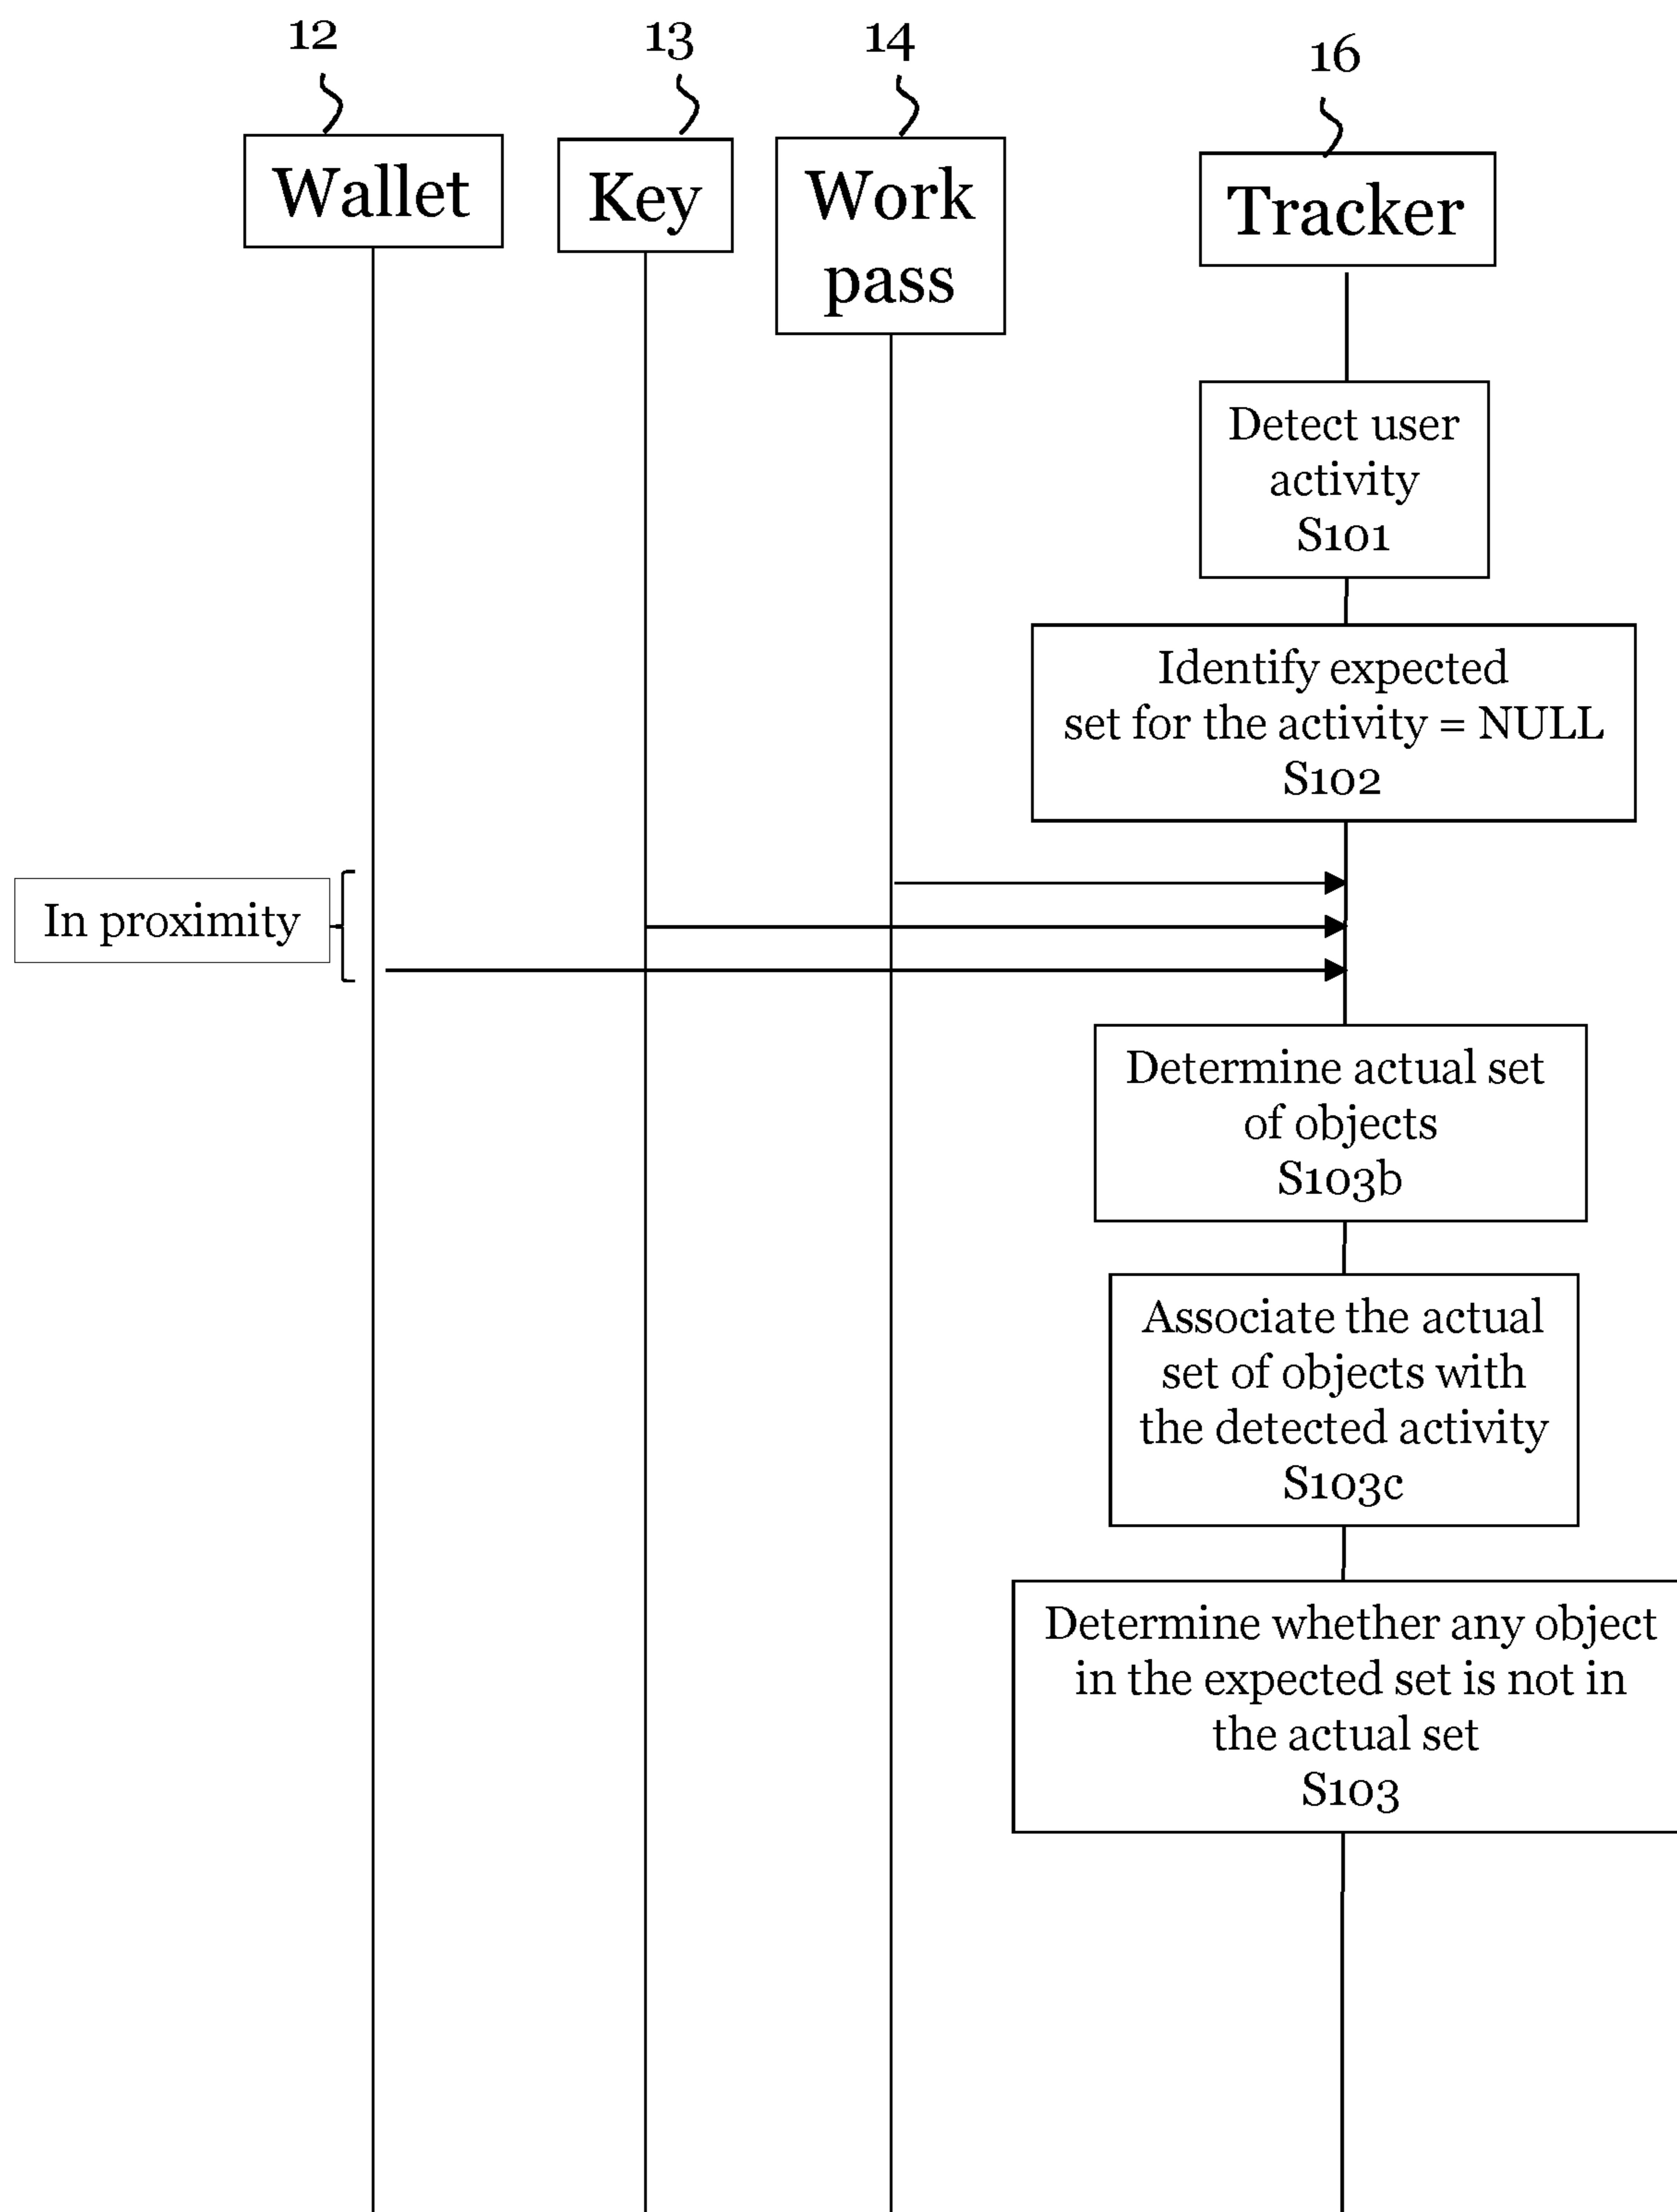 12
13
14
16
Wallet
Key
Work
pass
Tracker
Detect user
activity
S101
Identify expected
set for the activity = NULL
S102
In proximity
Determine actual set
of objects
S103b
Associate the actual
set of objects with
the detected activity
S103c
Determine whether any object
in the expected set is not in
the actual set
S103